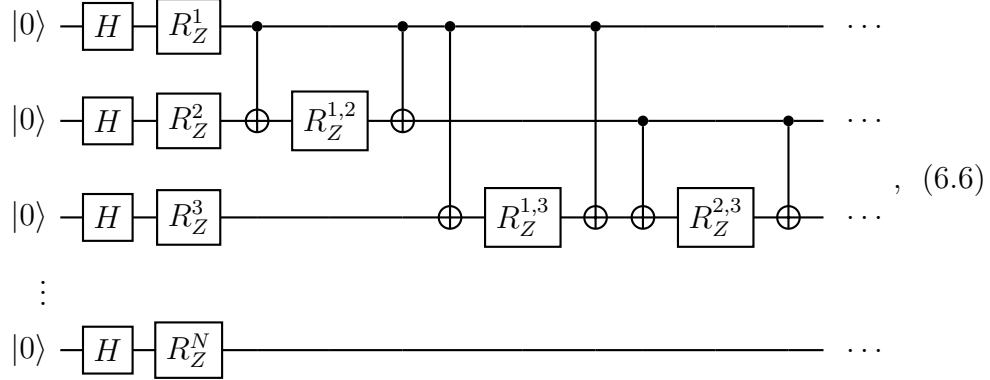 |0⟩ H R_Z^1 ···
|0⟩ H R_Z^2 R_Z^{1,2} ···
|0⟩ H R_Z^3 R_Z^{1,3} R_Z^{2,3} ···
, (6.6)
⋮
|0⟩ H R_Z^N ···